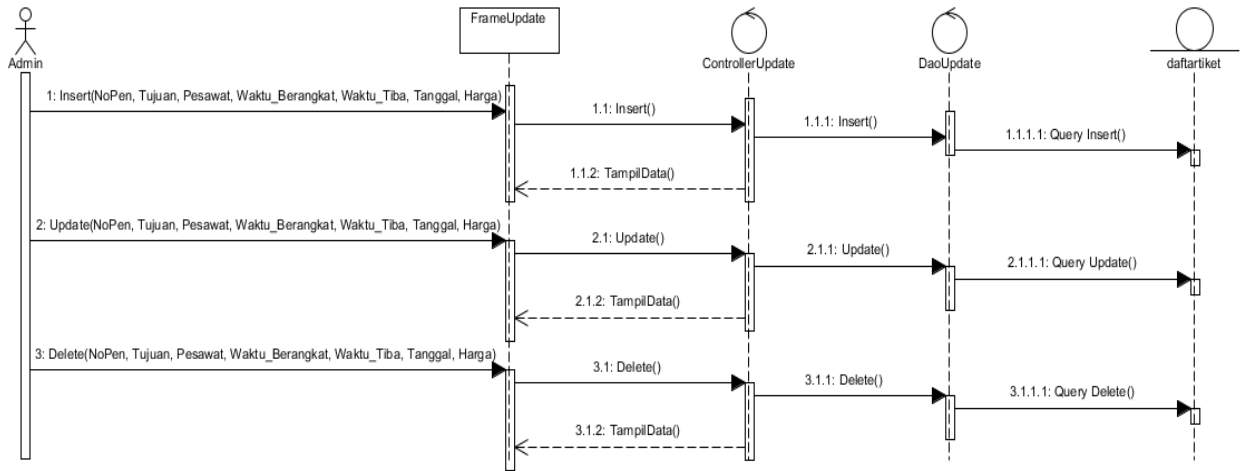 FrameUpdate
Admin
ControllerUpdate
DaoUpdate
daftartiket
1: Insert(NoPen, Tujuan, Pesawat, Waktu_Berangkat, Waktu_Tiba, Tanggal, Harga)
1.1: Insert()
1.1.1: Insert()
1.1.1.1: Query Insert()
1.1.2: TampilData()
2: Update(NoPen, Tujuan, Pesawat, Waktu_Berangkat, Waktu_Tiba, Tanggal, Harga)
2.1: Update()
2.1.1: Update()
2.1.1.1: Query Update()
2.1.2: TampilData()
3: Delete(NoPen, Tujuan, Pesawat, Waktu_Berangkat, Waktu_Tiba, Tanggal, Harga)
3.1: Delete()
3.1.1: Delete()
3.1.1.1: Query Delete()
3.1.2: TampilData()